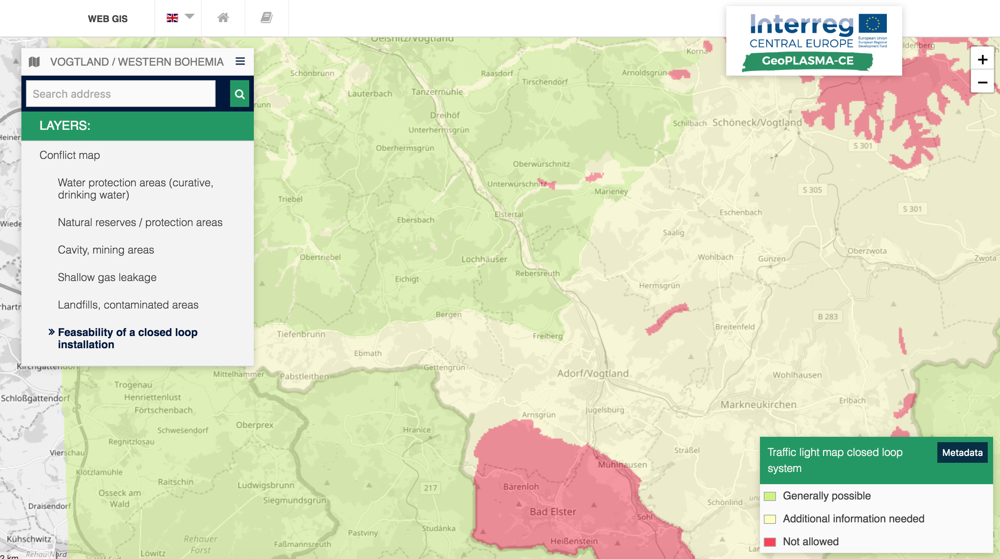 WEB GIS
Interreg
CENTRAL EUROPE
European Union
European Regional
Development Fund
GeoPLASMA-CE
VOGTLAND / WESTERN BOHEMIA
Search address
LAYERS:
Conflict map
Water protection areas (curative,
drinking water)
Natural reserves / protection areas
Cavity, mining areas
Shallow gas leakage
Landfills, contaminated areas
» Feasability of a closed loop
installation
+
−
Oelsnitz/Vogtland
Korna
Schönbrunn
Raasdorf
Arnoldsgrün
Tirschendorf
Lauterbach
Tanzermühle
Dreihöf
Unterhermsgrün
Schilbach
Schöneck/Vogtland
Oberhermsgrün
S 301
Oberwürschnitz
Unterwürschnitz
Marieney
S 305
Triebel
S 301
Elstertal
Eschenbach
Ebersbach
Saalig
Oberzwota
Obertriebel
Lochhäuser
Wohlbach
Gunzen
Zwota
Rebersreuth
Eichigt
Hermsgrün
Bergen
B 283
Breitenfeld
Tiefenbrunn
Freiberg
Ebmath
Gettengrün
Mittelhammer
Pabstleithen
Adorf/Vogtland
Wohlhausen
Trogenau
Schloßgattendorf
Henriettenlust
Förtschenbach
Markneukirchen
Erlbach
Arnsgrün
Jugelsburg
Oberprex
Schwesendorf
Hranice
Regnitzlosau
Vierschau
Sträßel
Mühlhausen
Klötzlamühle
Raitschin
Ludwigsbrunn
217
Bärenloh
Osseck am
Wald
Siegmundsgrün
Schönlind
Draisendorf
Bad Elster
Sohl
Pastviny
Studánka
Kühschwitz
Rehauer
Forst
Faßmannsreuth
Heißenstein
Löwitz
Rehau-Nord
2 km
Traffic light map closed loop
system
Metadata
Generally possible
Additional information needed
Not allowed